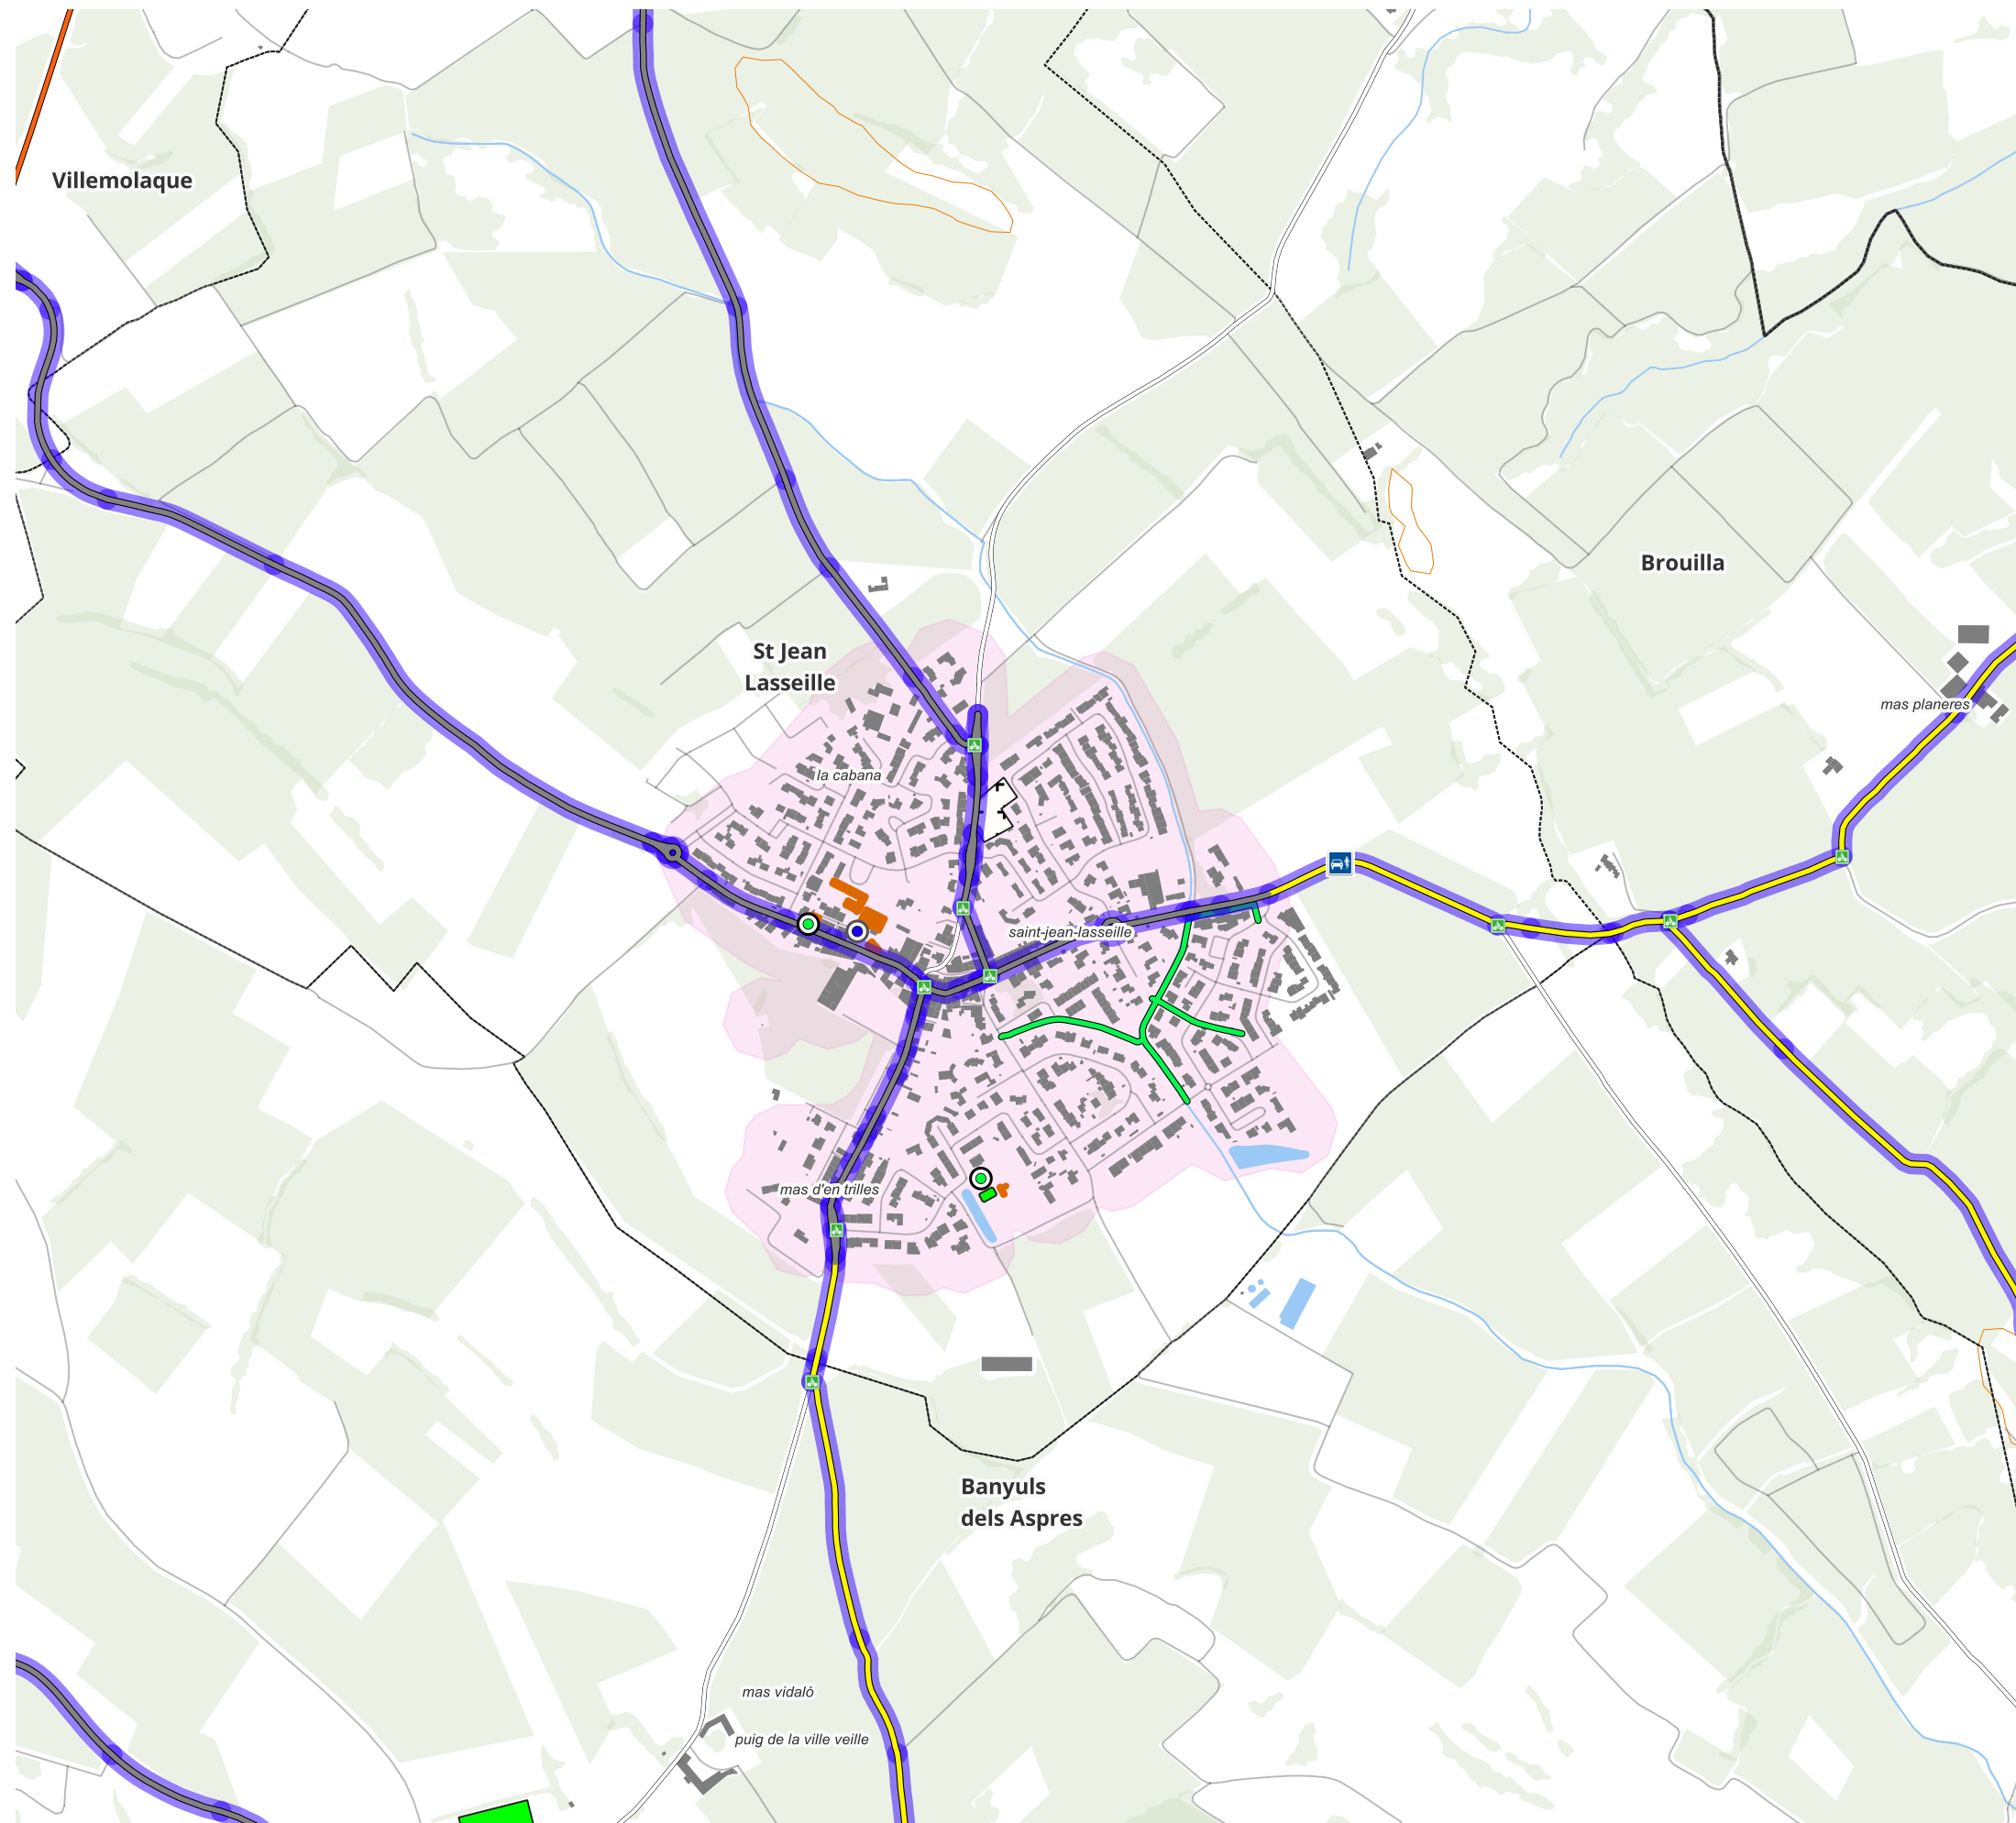 Villemolaque
Brouilla
St Jean
Lasseille
mas planeres
la cabana
saint-jean-lasseille
mas d'en trilles
Banyuls
dels Aspres
mas vidaló
puig de la ville veille